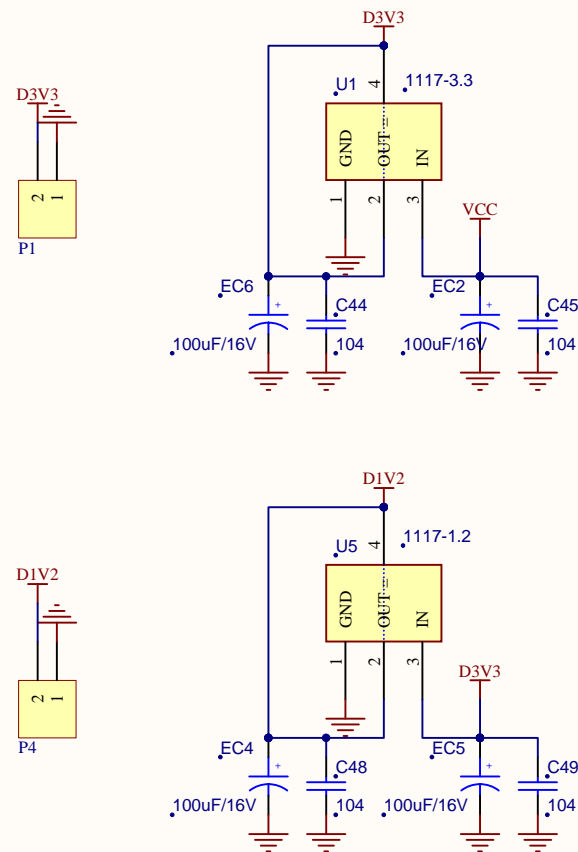 D3V3
U1
1117-3.3
4
GND
OUT=
IN
1
2
3
D3V3
2
1
P1
VCC
EC6
+
100uF/16V
C44
104
EC2
+
100uF/16V
C45
104
D1V2
U5
1117-1.2
4
GND
OUT=
IN
1
2
3
D1V2
2
1
P4
D3V3
EC4
+
100uF/16V
C48
104
EC5
+
100uF/16V
C49
104